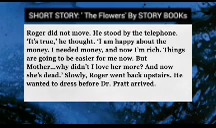 SHORT STORY: ' The Flowers' By STORY BOOKs
Roger did not move. He stood by the telephone.
'It's true,' he thought. 'I am happy about the
money. I needed money, and now I'm rich. Things
are going to be easier for me now. But
Mother...why didn't I love her more? And now
she's dead.' Slowly, Roger went back upstairs. He
wanted to dress before Dr. Pratt arrived.